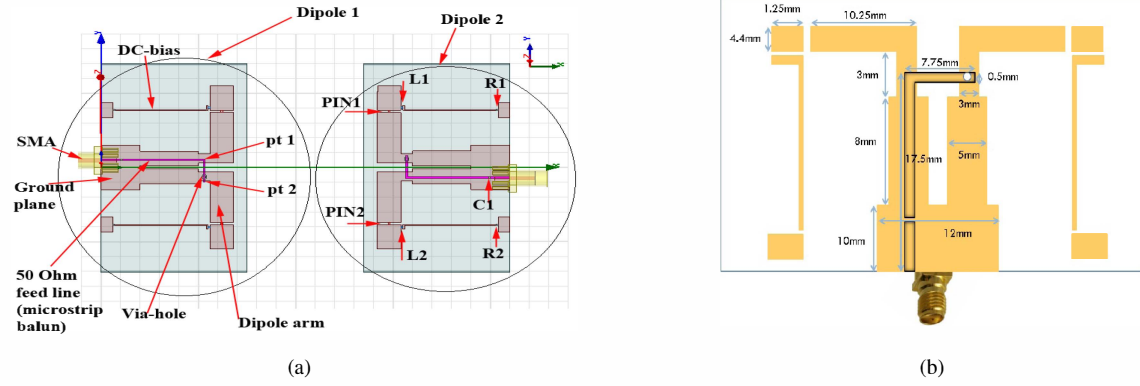 Dipole 1
Dipole 2
DC-bias
L1
R1
PIN1
SMA
pt 1
Ground
plane
pt 2
PIN2
C1
L2
R2
50 Ohm
feed line
(microstrip
balun)
Via-hole
Dipole arm
(a)
1.25mm
10.25mm
4.4mm
7.75mm
3mm
0.5mm
3mm
8mm
17.5mm
5mm
10mm
12mm
(b)